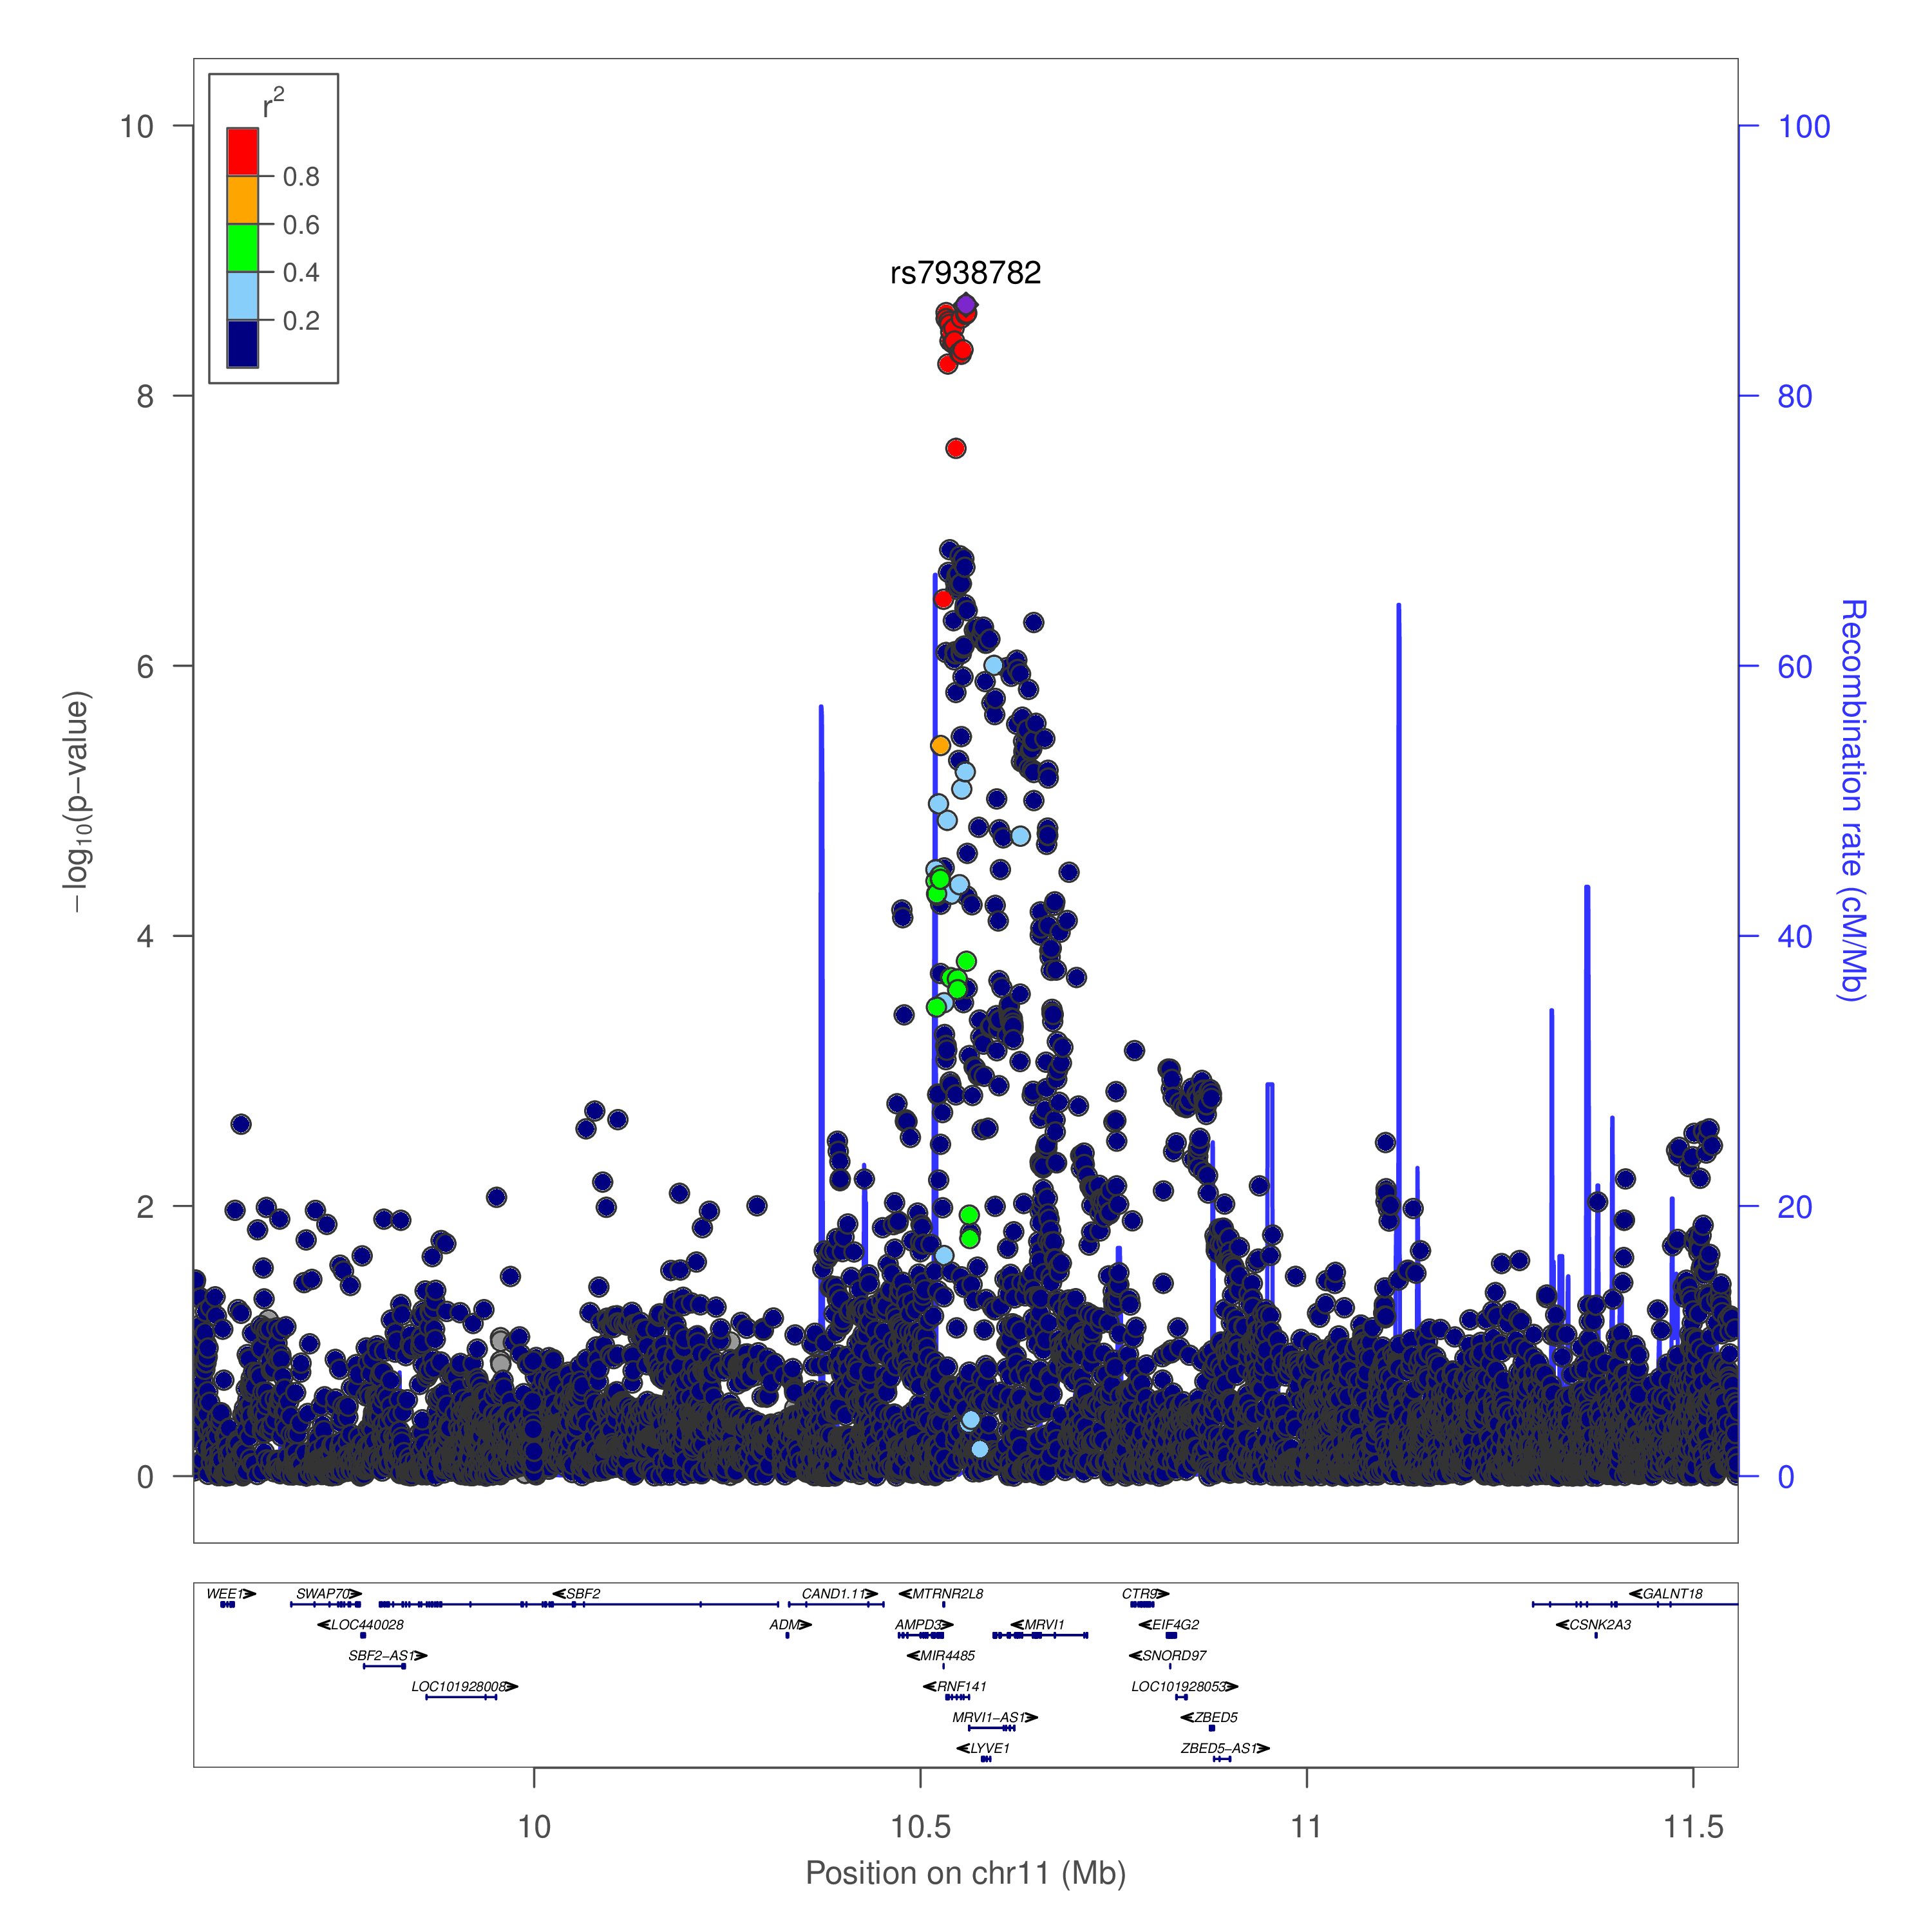 r2
0.8
0.6
0.4
0.2
rs7938782
10
8
6
4
2
0
−log10(p−value)
100
80
60
40
20
0
Recombination rate (cM/Mb)
WEE1 SWAP70 SBF2 CAND1.11 MTRNR2L8 CTR9 GALNT18
LOC440028 ADM AMPD3 MRVI1 EIF4G2 CSNK2A3
SBF2−AS1 MIR4485 SNORD97
LOC101928008 RNF141 LOC101928053
MRVI1−AS1 ZBED5
LYVE1 ZBED5−AS1
10 10.5 11 11.5
Position on chr11 (Mb)